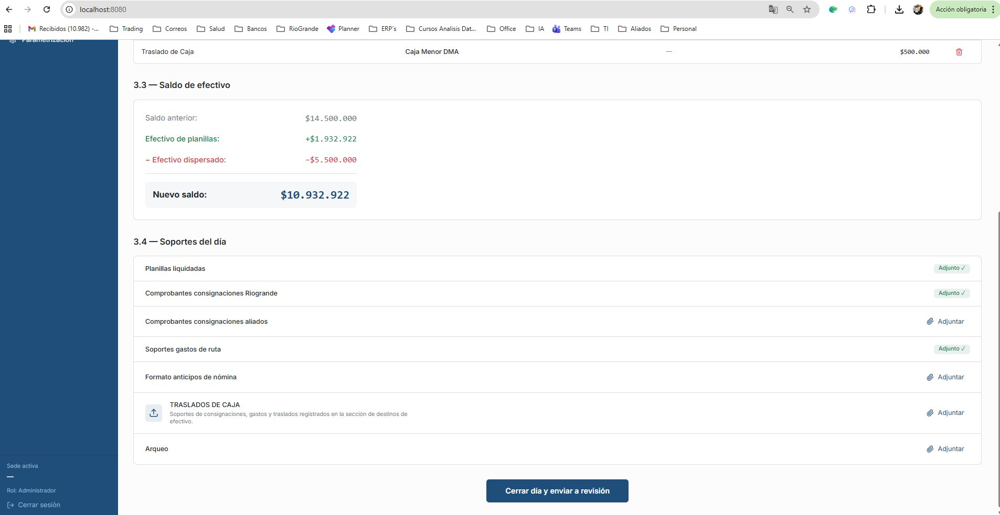 localhost:8080
Acción obligatoria
Recibidos (10.982) -...
Trading
Correos
Salud
Bancos
RioGrande
Planner
ERP´s
Cursos Analisis Dat...
Office
IA
Teams
TI
Aliados
Personal
Parametrización
Traslado de Caja
Caja Menor DMA
—
$500.000
3.3 — Saldo de efectivo
Saldo anterior:
$14.500.000
Efectivo de planillas:
+$1.932.922
− Efectivo dispersado:
−$5.500.000
Nuevo saldo:
$10.932.922
3.4 — Soportes del día
Planillas liquidadas
Adjunto ✓
Comprobantes consignaciones Riogrande
Adjunto ✓
Comprobantes consignaciones aliados
Adjuntar
Soportes gastos de ruta
Adjunto ✓
Formato anticipos de nómina
Adjuntar
TRASLADOS DE CAJA
Soportes de consignaciones, gastos y traslados registrados en la sección de destinos de
efectivo.
Adjuntar
Arqueo
Adjuntar
Cerrar día y enviar a revisión
Sede activa
—
Rol: Administrador
Cerrar sesión